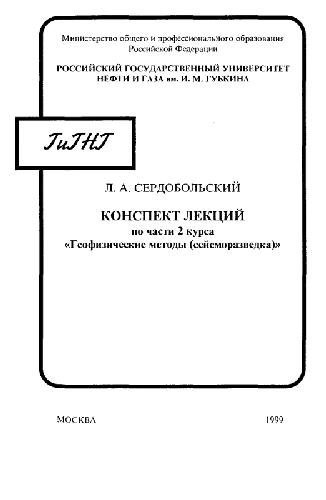 Министерство общего и профессионального образования
Российской Федерации
РОССИЙСКИЙ ГОСУДАРСТВЕННЫЙ УНИВЕРСИТЕТ
НЕФТИ И ГАЗА им. И. М. ГУБКИНА
ГиГНГ
Л. А. СЕРДОБОЛЬСКИЙ
КОНСПЕКТ ЛЕКЦИЙ
по части 2 курса
«Геофизические методы (сейсморазведка)»
МОСКВА 1999